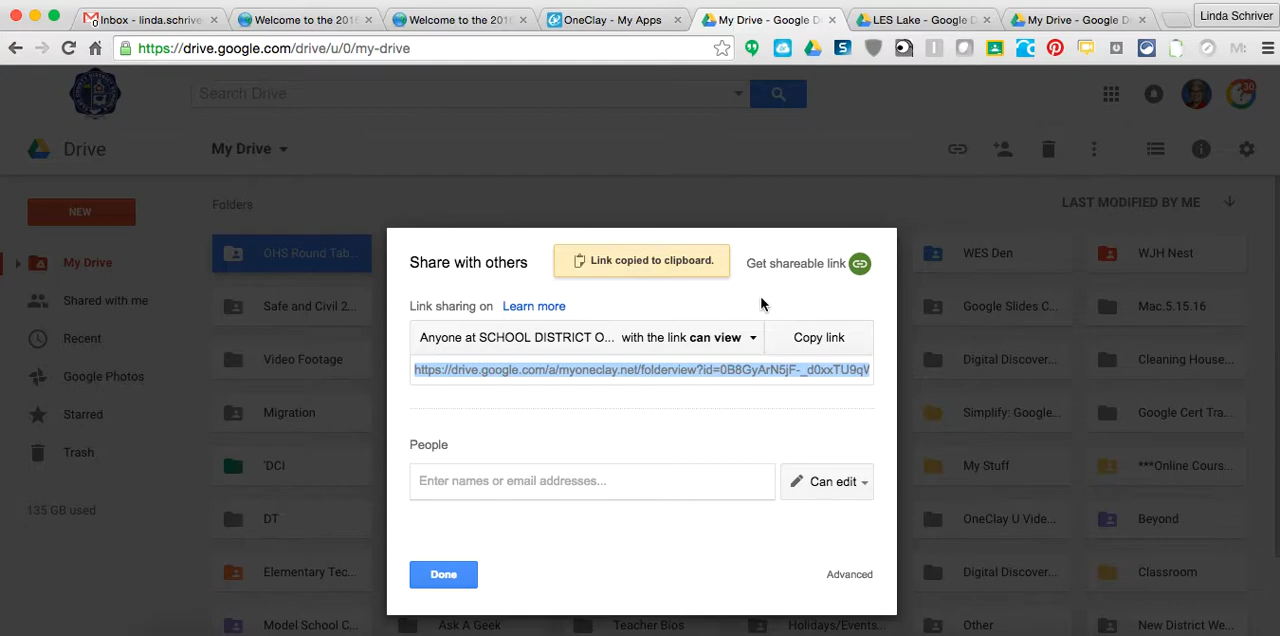 Inbox - linda.schrive
Welcome to the 2016
Welcome to the 2016
OneClay - My Apps
My Drive - Google D
LES Lake - Google D
My Drive - Google D
Linda Schriver
https://drive.google.com/drive/u/0/my-drive
Search Drive
30
Drive
My Drive
NEW
Folders
LAST MODIFIED BY ME
My Drive
Shared with me
Recent
Google Photos
Starred
Trash
135 GB used
OHS Round Tab...
WES Den
WJH Nest
Safe and Civil 2...
Google Slides C...
Mac.5.15.16
Video Footage
Digital Discover...
Cleaning House...
Migration
Simplify: Google...
Google Cert Tra...
'DCI
My Stuff
***Online Cours...
DT
OneClay U Vide...
Beyond
Elementary Tec...
Digital Discover...
Classroom
Model School C...
Ask A Geek
Teacher Bios
Holidays/Events...
Other
New District We...
Share with others
Link copied to clipboard.
Get shareable link
Link sharing on Learn more
Anyone at SCHOOL DISTRICT O... with the link can view
Copy link
https://drive.google.com/a/myoneclay.net/folderview?id=0B8GyArN5jF-_d0xxTU9qW
People
Enter names or email addresses...
Can edit
Done
Advanced